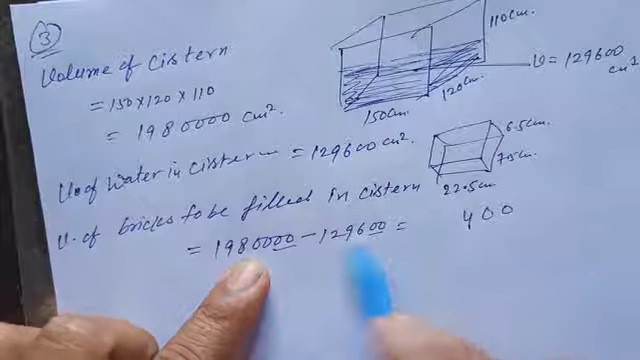 3
Volume of Cistern
= 150 x 120 x 110
= 1980000 cm².
V. of Water in Cistern = 129600 cm².
V. of bricks to be filled in cistern
= 1980000 - 129600 =
400
110cm.
V = 129600
cm²
120cm.
150cm.
6.5cm.
7.5cm.
22.5cm